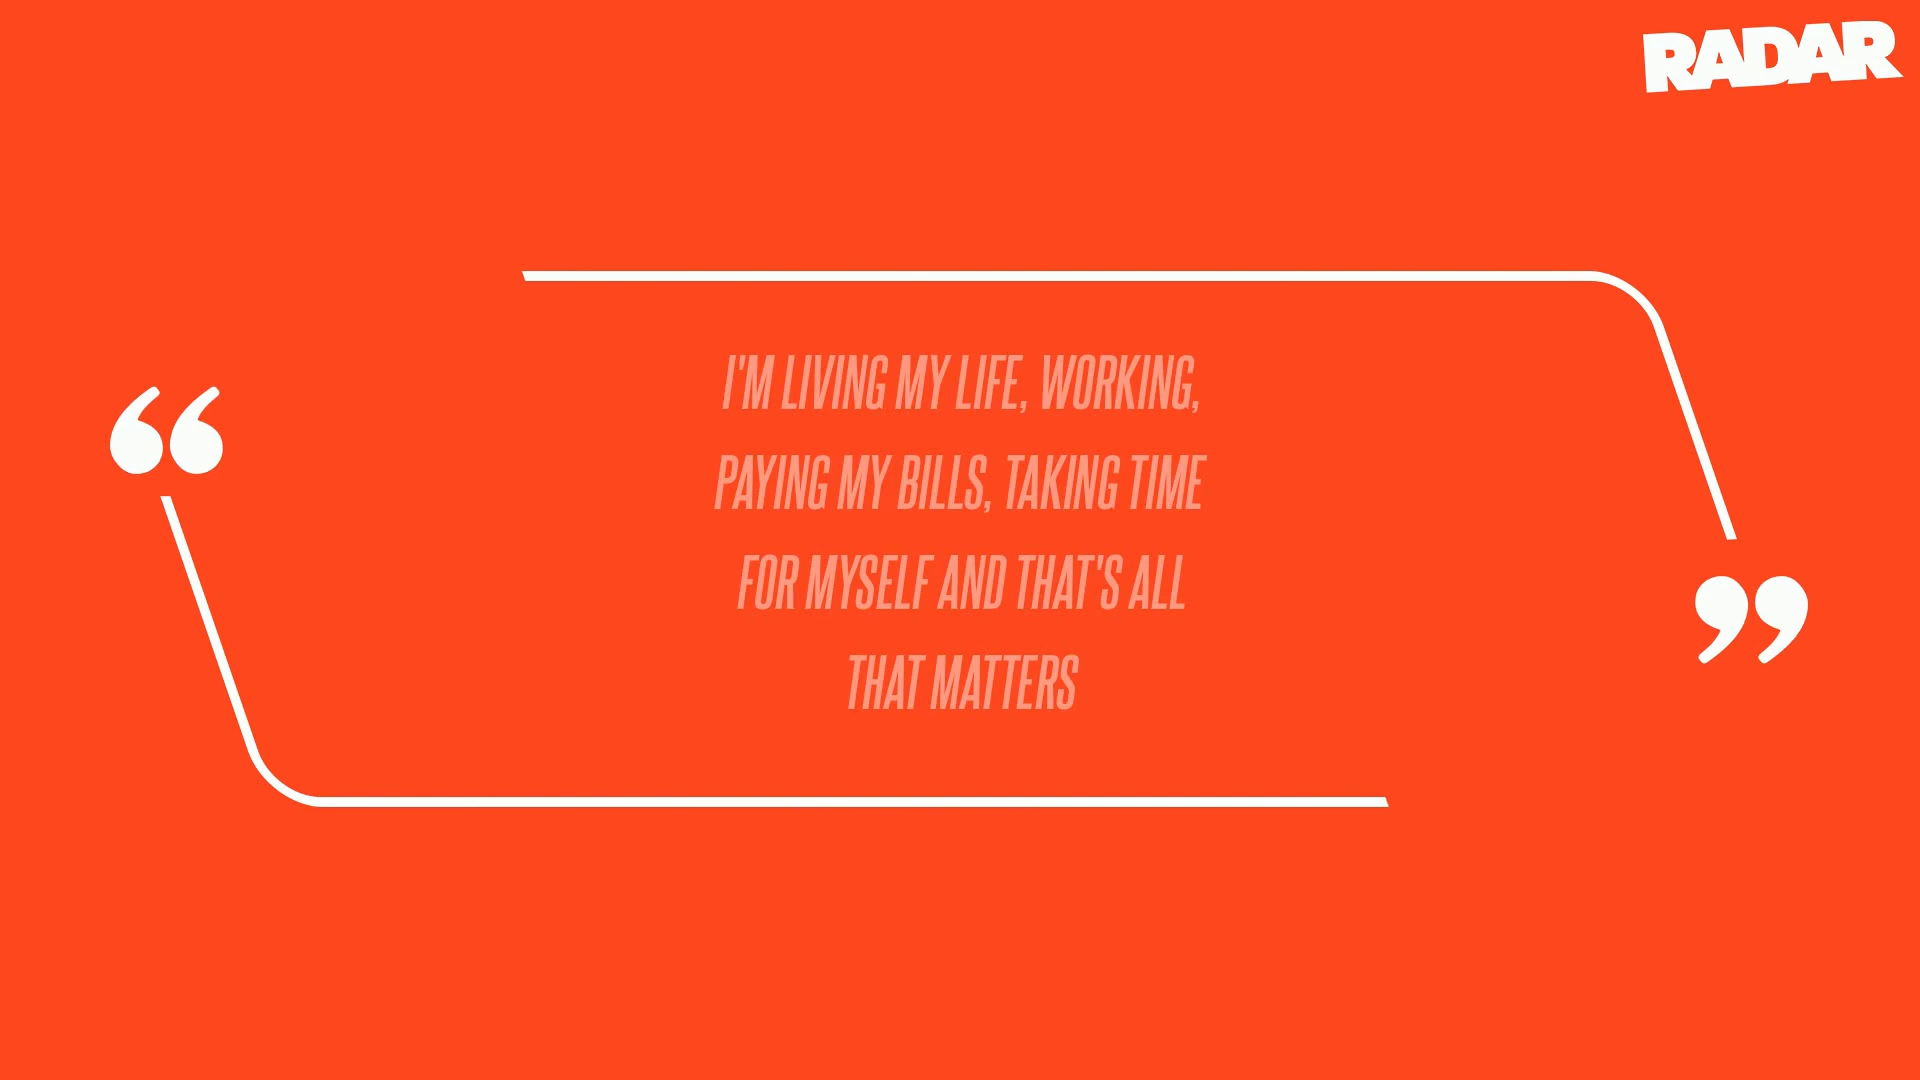 RADAR
“
I'M LIVING MY LIFE, WORKING,
PAYING MY BILLS, TAKING TIME
FOR MYSELF AND THAT'S ALL
THAT MATTERS
”